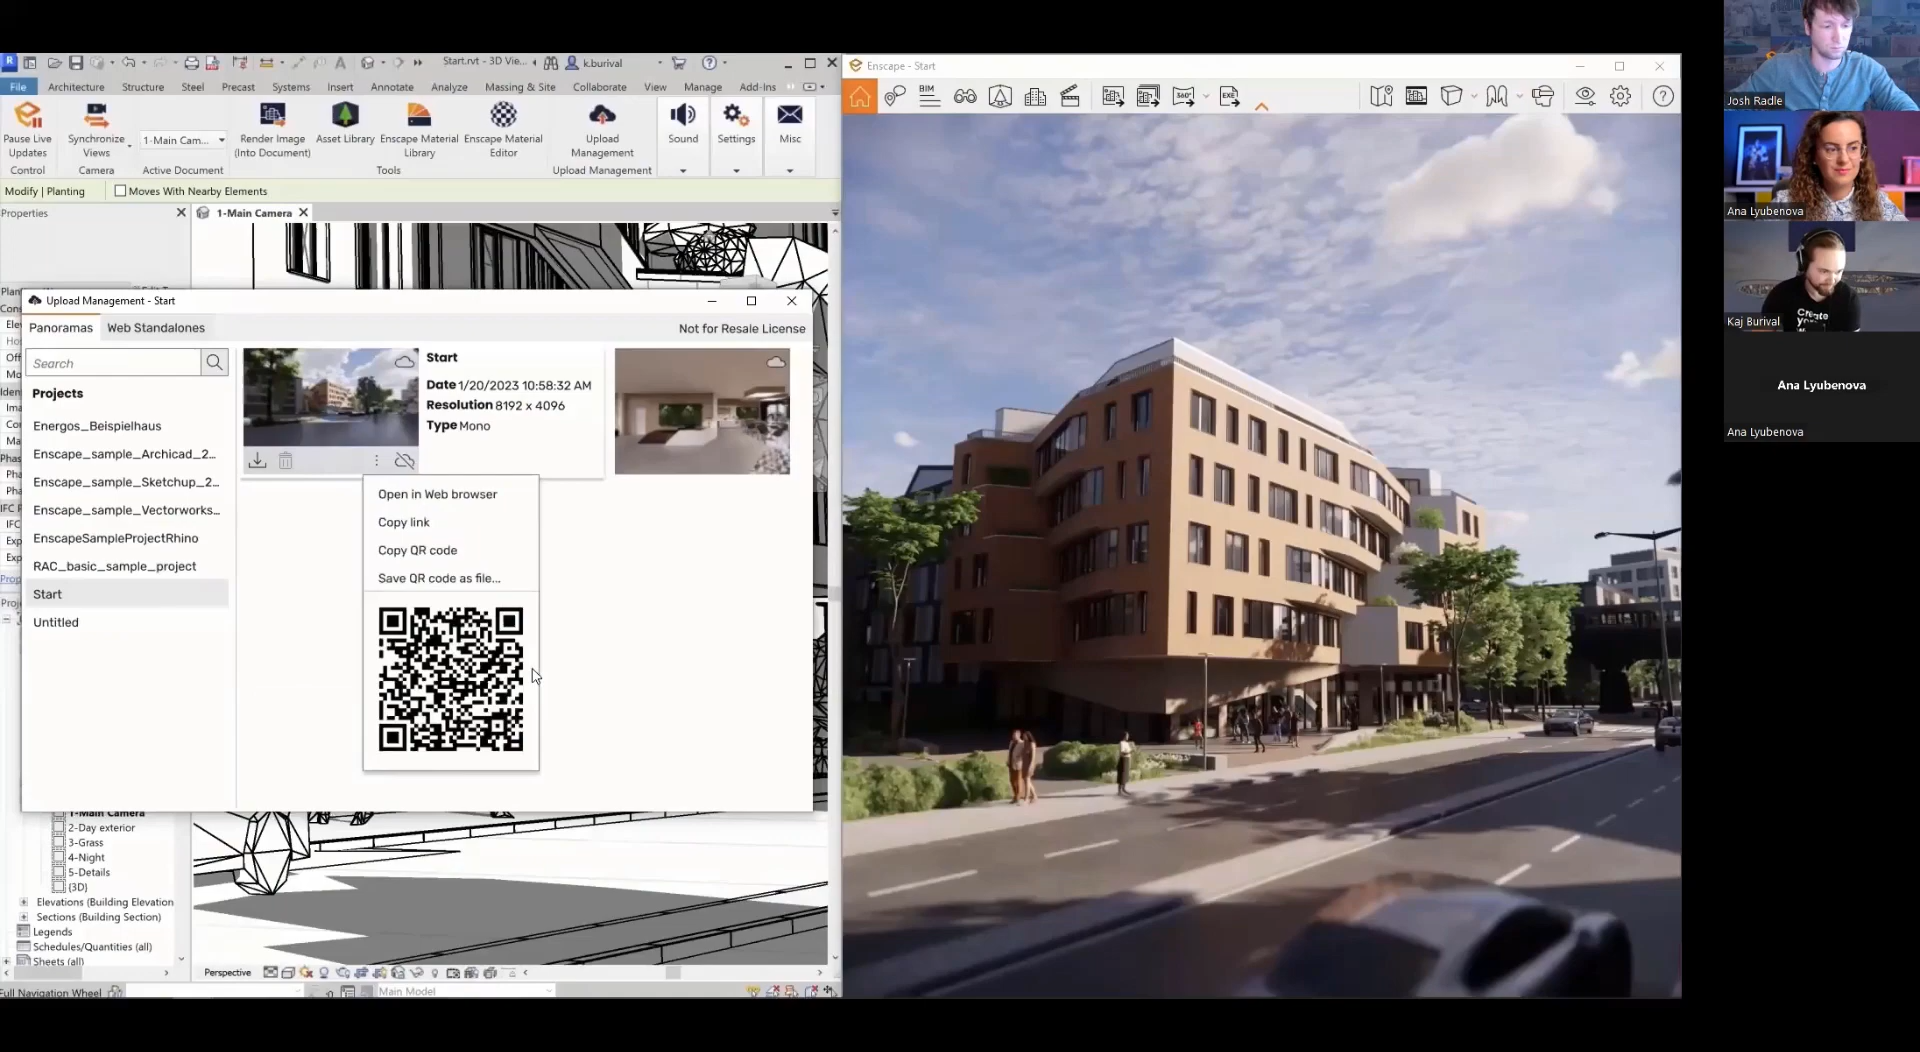 Start.rvt - 3D Vie...
k.burival
File
Architecture
Structure
Steel
Precast
Systems
Insert
Annotate
Analyze
Massing & Site
Collaborate
View
Manage
Add-Ins
Pause Live
Updates
Synchronize
Views
1-Main Cam...
Render Image
(Into Document)
Asset Library
Enscape Material
Library
Enscape Material
Editor
Upload
Management
Sound
Settings
Misc
Control
Camera
Active Document
Tools
Upload Management
Modify | Planting
Moves With Nearby Elements
Properties
1-Main Camera
Upload Management - Start
Panoramas
Web Standalones
Not for Resale License
Search
Projects
Energos_Beispielhaus
Enscape_sample_Archicad_2...
Enscape_sample_Sketchup_2...
Enscape_sample_Vectorworks...
EnscapeSampleProjectRhino
RAC_basic_sample_project
Start
Untitled
Start
Date 1/20/2023 10:58:32 AM
Resolution 8192 x 4096
Type Mono
Open in Web browser
Copy link
Copy QR code
Save QR code as file...
1-Main Camera
2-Day exterior
3-Grass
4-Night
5-Details
(3D)
Elevations (Building Elevation
Sections (Building Section)
Legends
Schedules/Quantities (all)
Sheets (all)
Perspective
Full Navigation Wheel
Main Model
Enscape - Start
BIM
360°
EXE
Josh Radle
Ana Lyubenova
Create
Kaj Burival
Ana Lyubenova
Ana Lyubenova